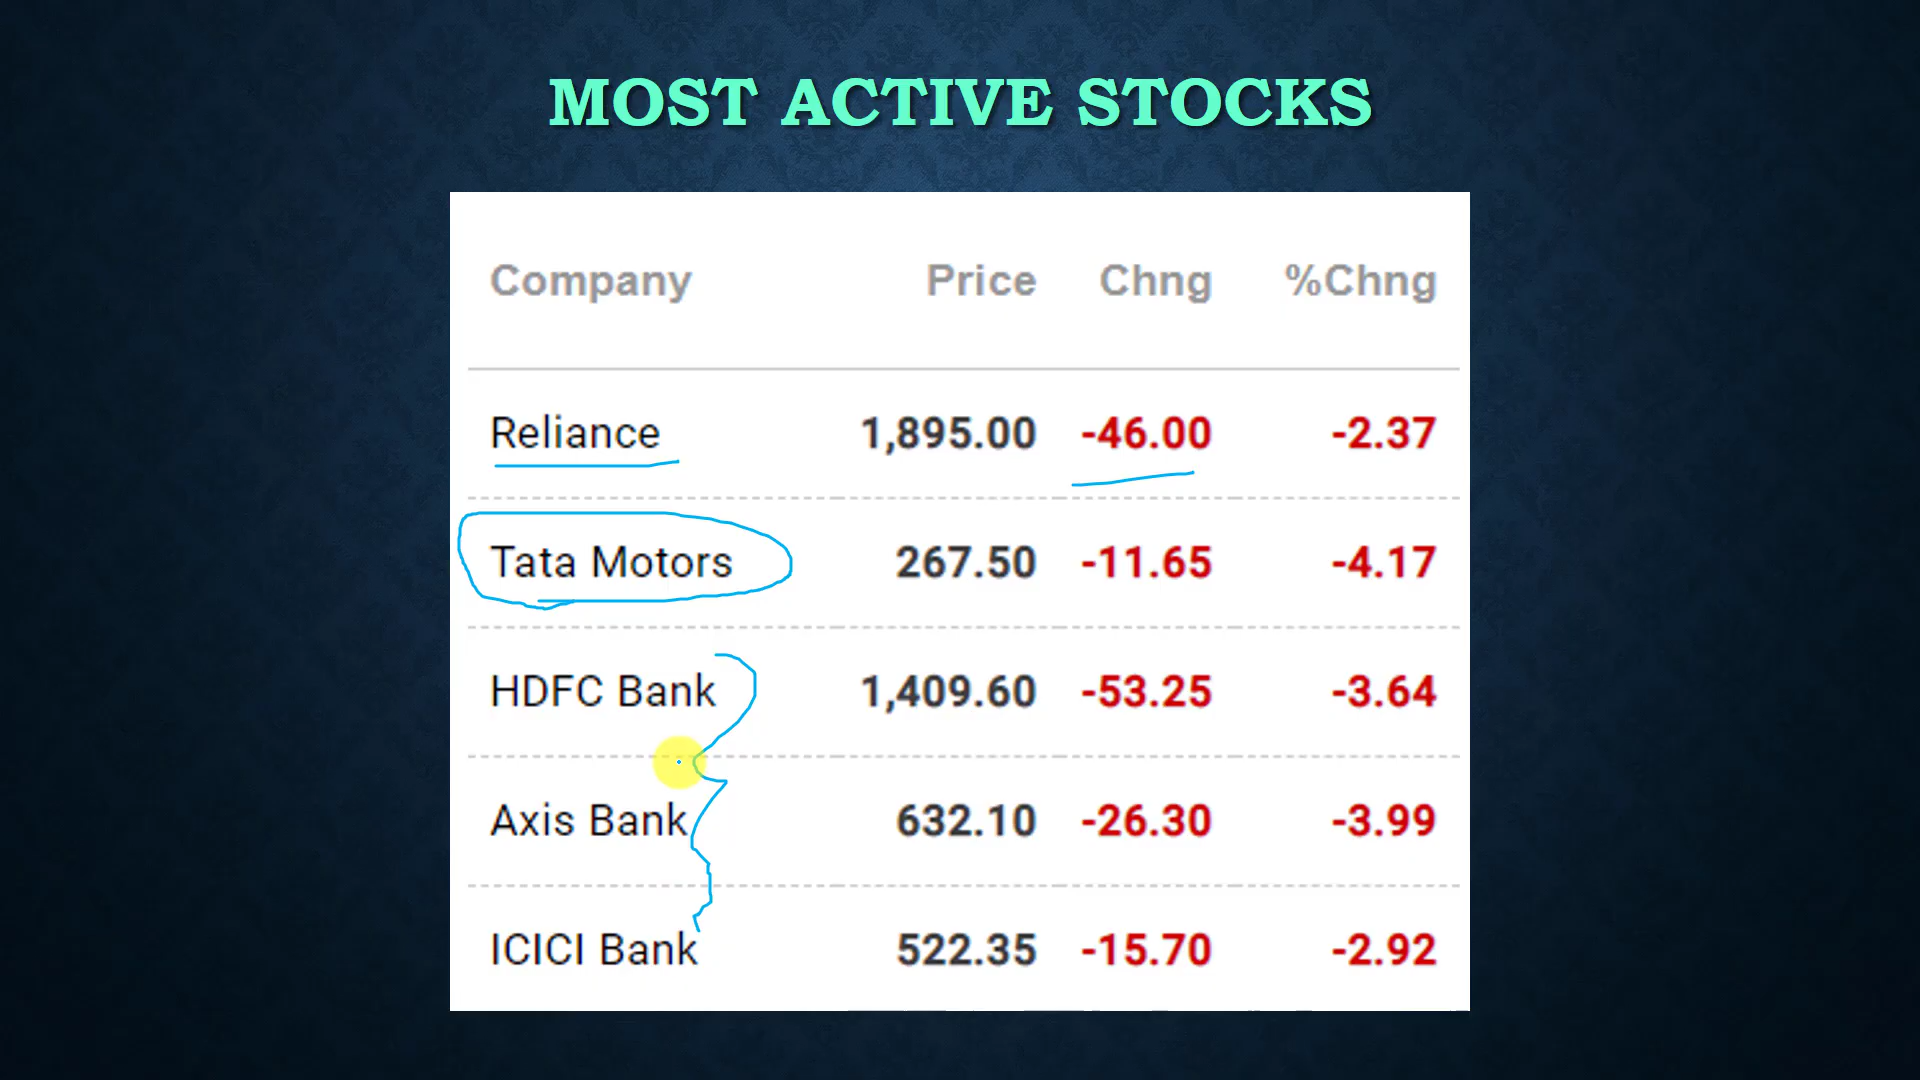 MOST ACTIVE STOCKS
Company Price Chng %Chng
Reliance 1,895.00 -46.00 -2.37
Tata Motors 267.50 -11.65 -4.17
HDFC Bank 1,409.60 -53.25 -3.64
Axis Bank 632.10 -26.30 -3.99
ICICI Bank 522.35 -15.70 -2.92